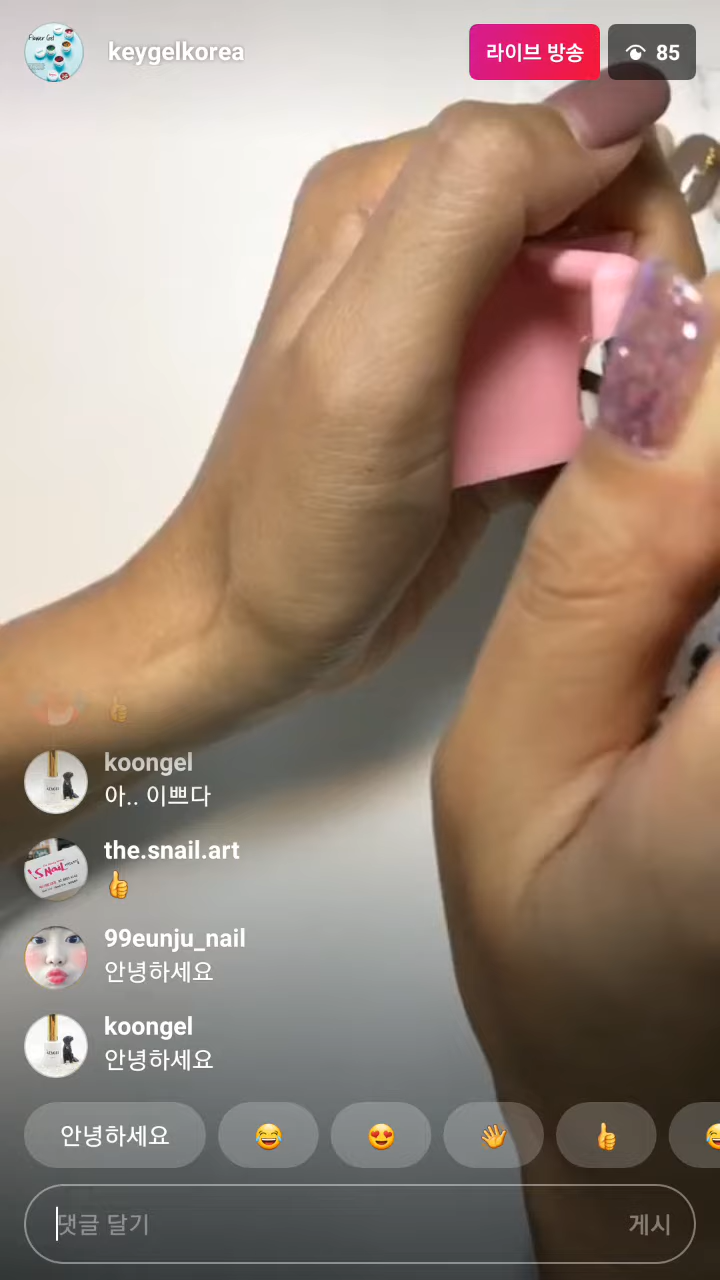 Flower Gel
keygelkorea
라이브 방송
85
koongel
아.. 이쁘다
the.snail.art
99eunju_nail
안녕하세요
koongel
안녕하세요
안녕하세요
댓글 달기
게시